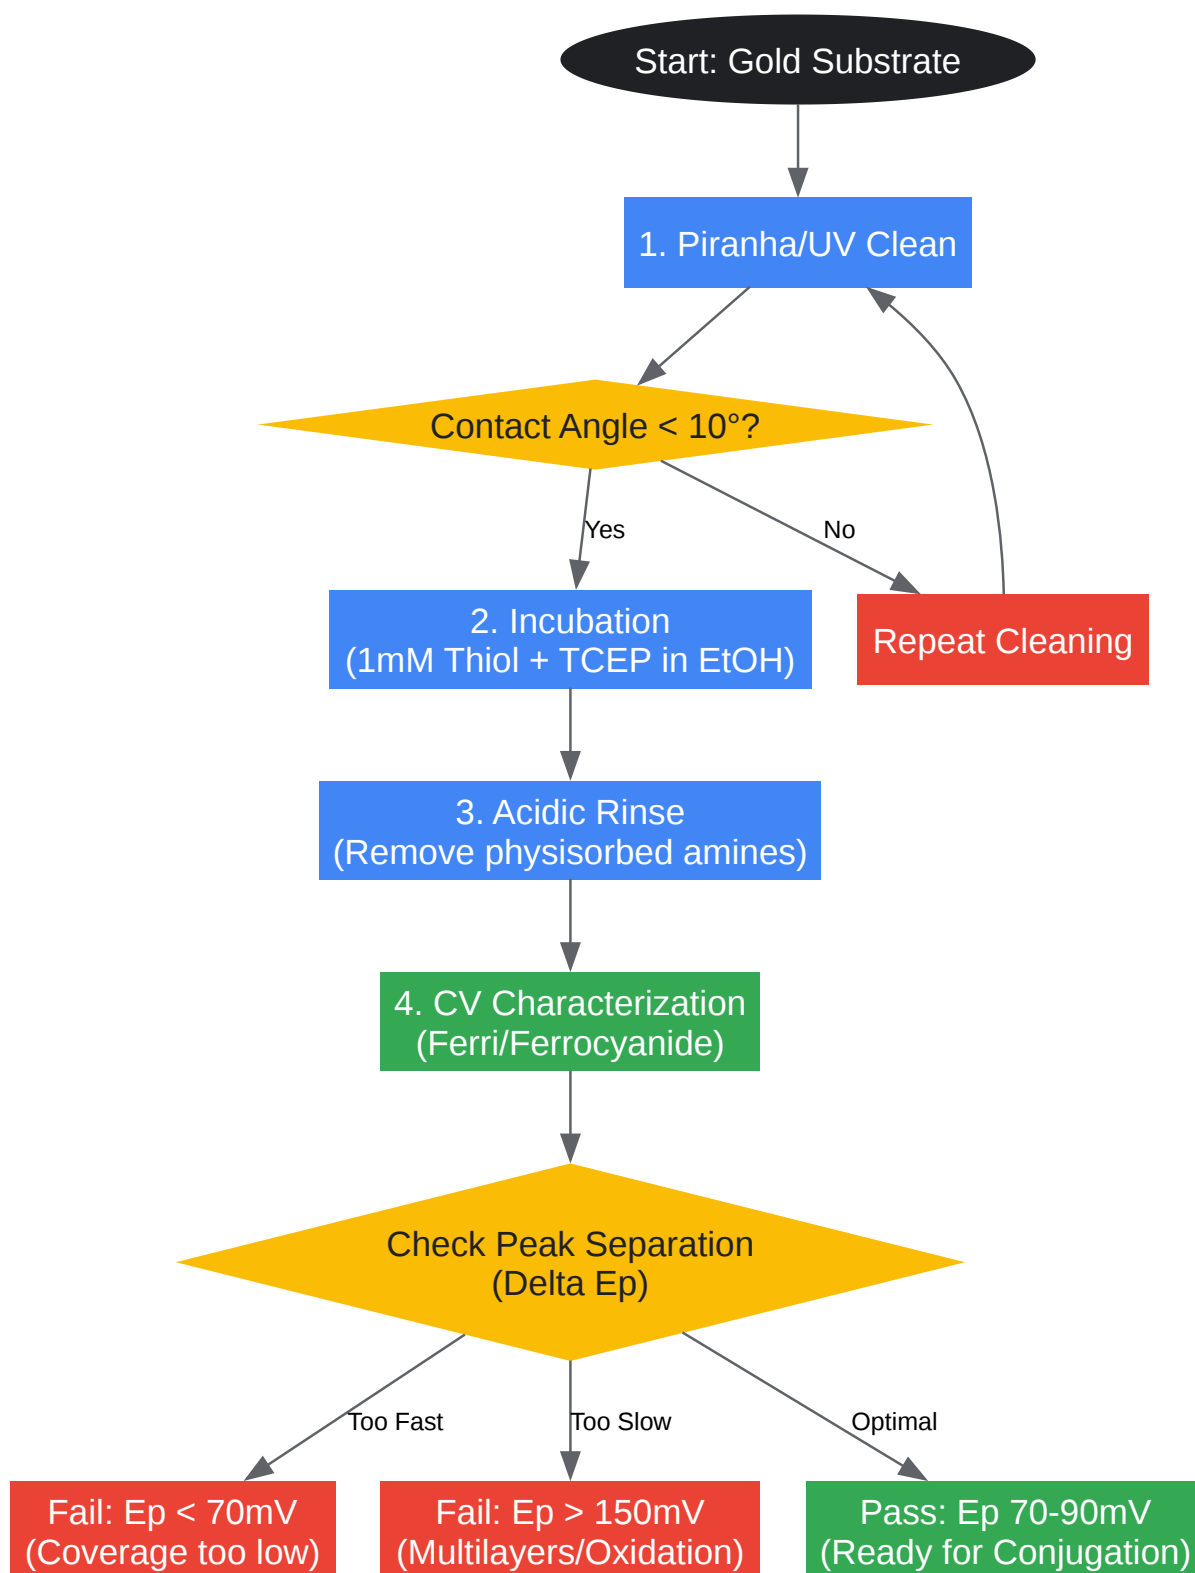 Start: Gold Substrate
1. Piranha/UV Clean
Contact Angle < 10°?
Yes
No
2. Incubation
(1mM Thiol + TCEP in EtOH)
Repeat Cleaning
3. Acidic Rinse
(Remove physisorbed amines)
4. CV Characterization
(Ferri/Ferrocyanide)
Check Peak Separation
(Delta Ep)
Too Fast
Too Slow
Optimal
Fail: Ep < 70mV
(Coverage too low)
Fail: Ep > 150mV
(Multilayers/Oxidation)
Pass: Ep 70-90mV
(Ready for Conjugation)